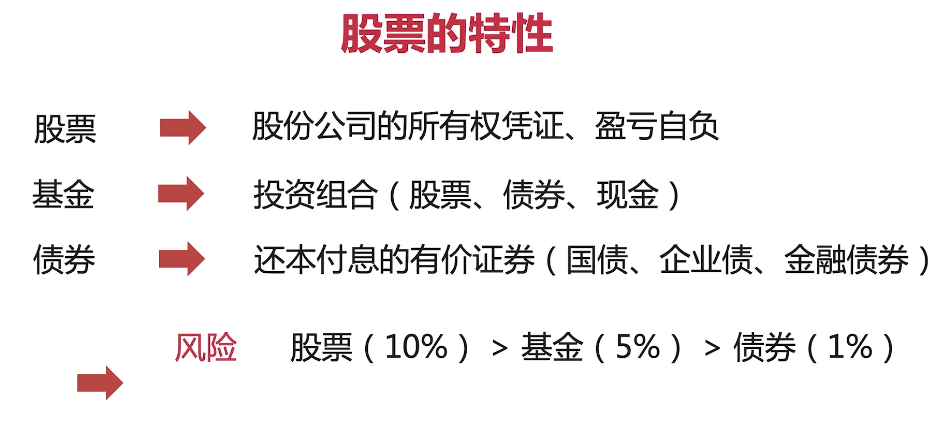 股票的特性
股票 股份公司的所有权凭证、盈亏自负
基金 投资组合（股票、债券、现金）
债券 还本付息的有价证券（国债、企业债、金融债券）
风险 股票（10%）> 基金（5%）> 债券（1%）